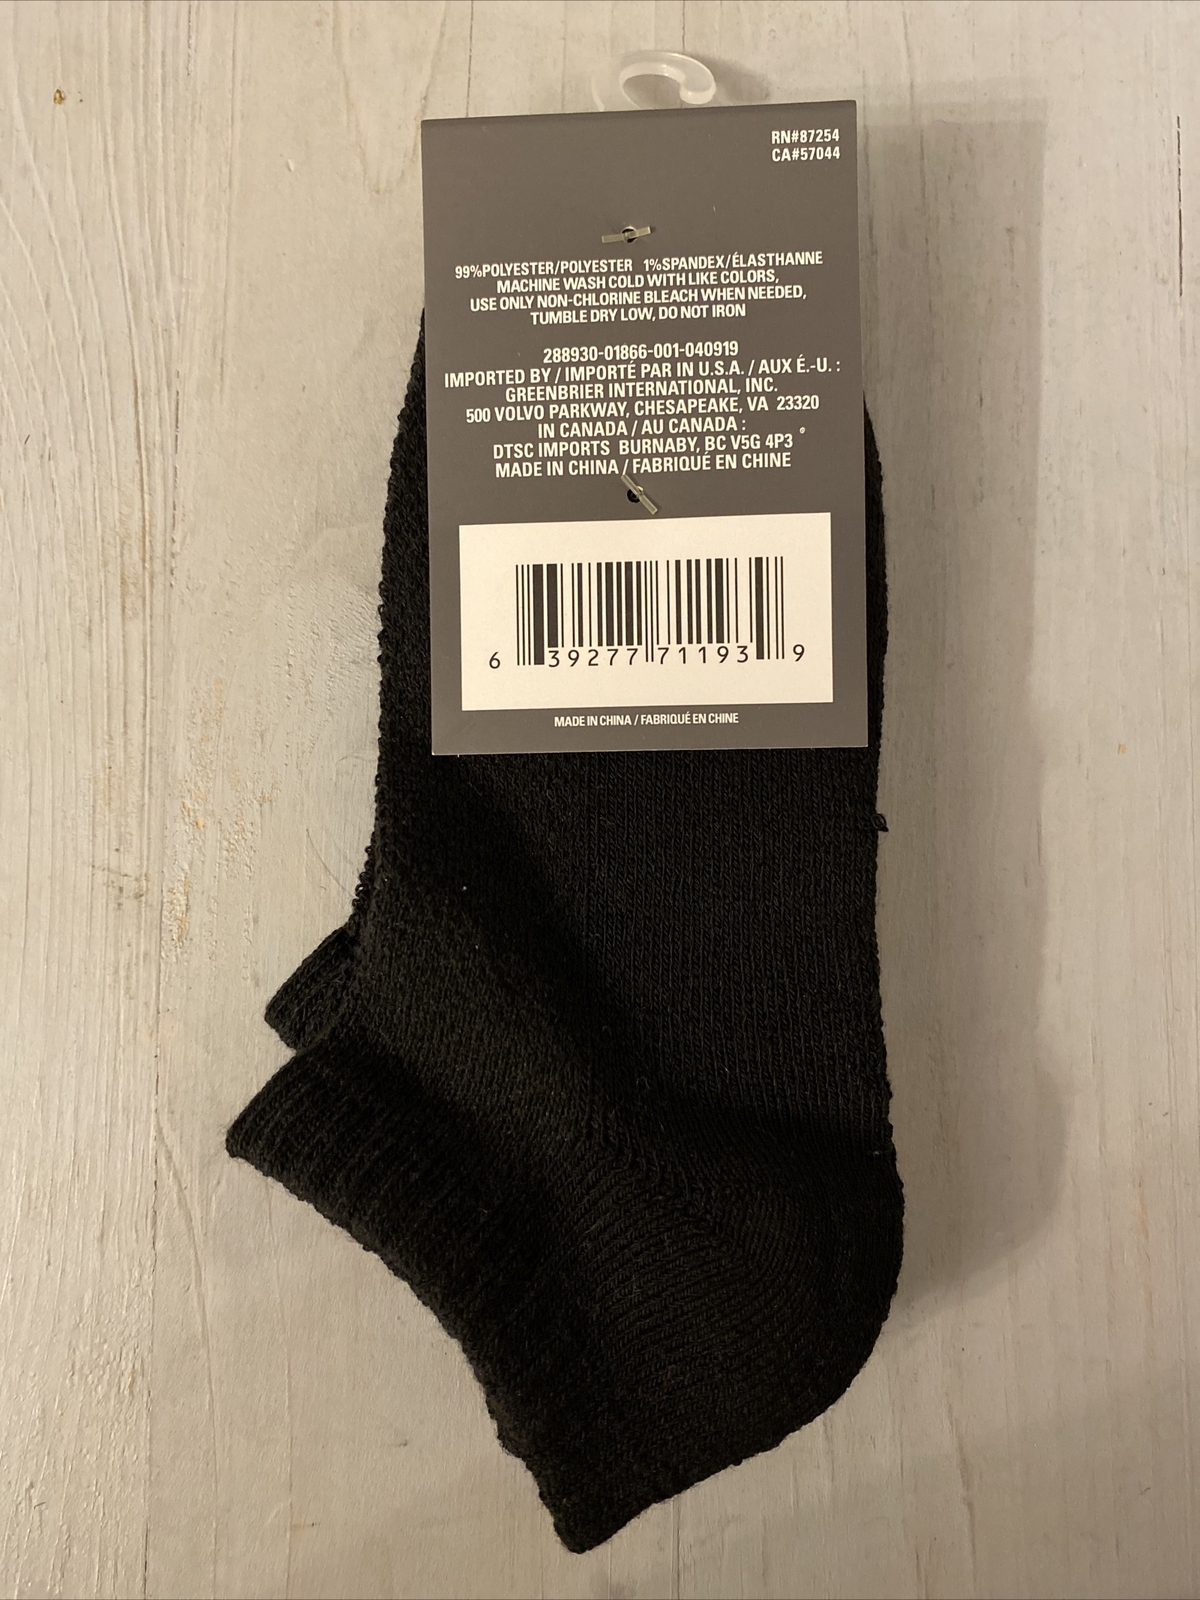 RN#87254
CA#57044
99%POLYESTER/POLYESTER 1%SPANDEX/ÉLASTHANNE
MACHINE WASH COLD WITH LIKE COLORS,
USE ONLY NON-CHLORINE BLEACH WHEN NEEDED,
TUMBLE DRY LOW, DO NOT IRON
288930-01866-001-040919
IMPORTED BY / IMPORTÉ PAR IN U.S.A. / AUX É.-U. :
GREENBRIER INTERNATIONAL, INC.
500 VOLVO PARKWAY, CHESAPEAKE, VA 23320
IN CANADA / AU CANADA :
DTSC IMPORTS BURNABY, BC V5G 4P3
MADE IN CHINA / FABRIQUÉ EN CHINE
6 39277 71193 9
MADE IN CHINA / FABRIQUÉ EN CHINE